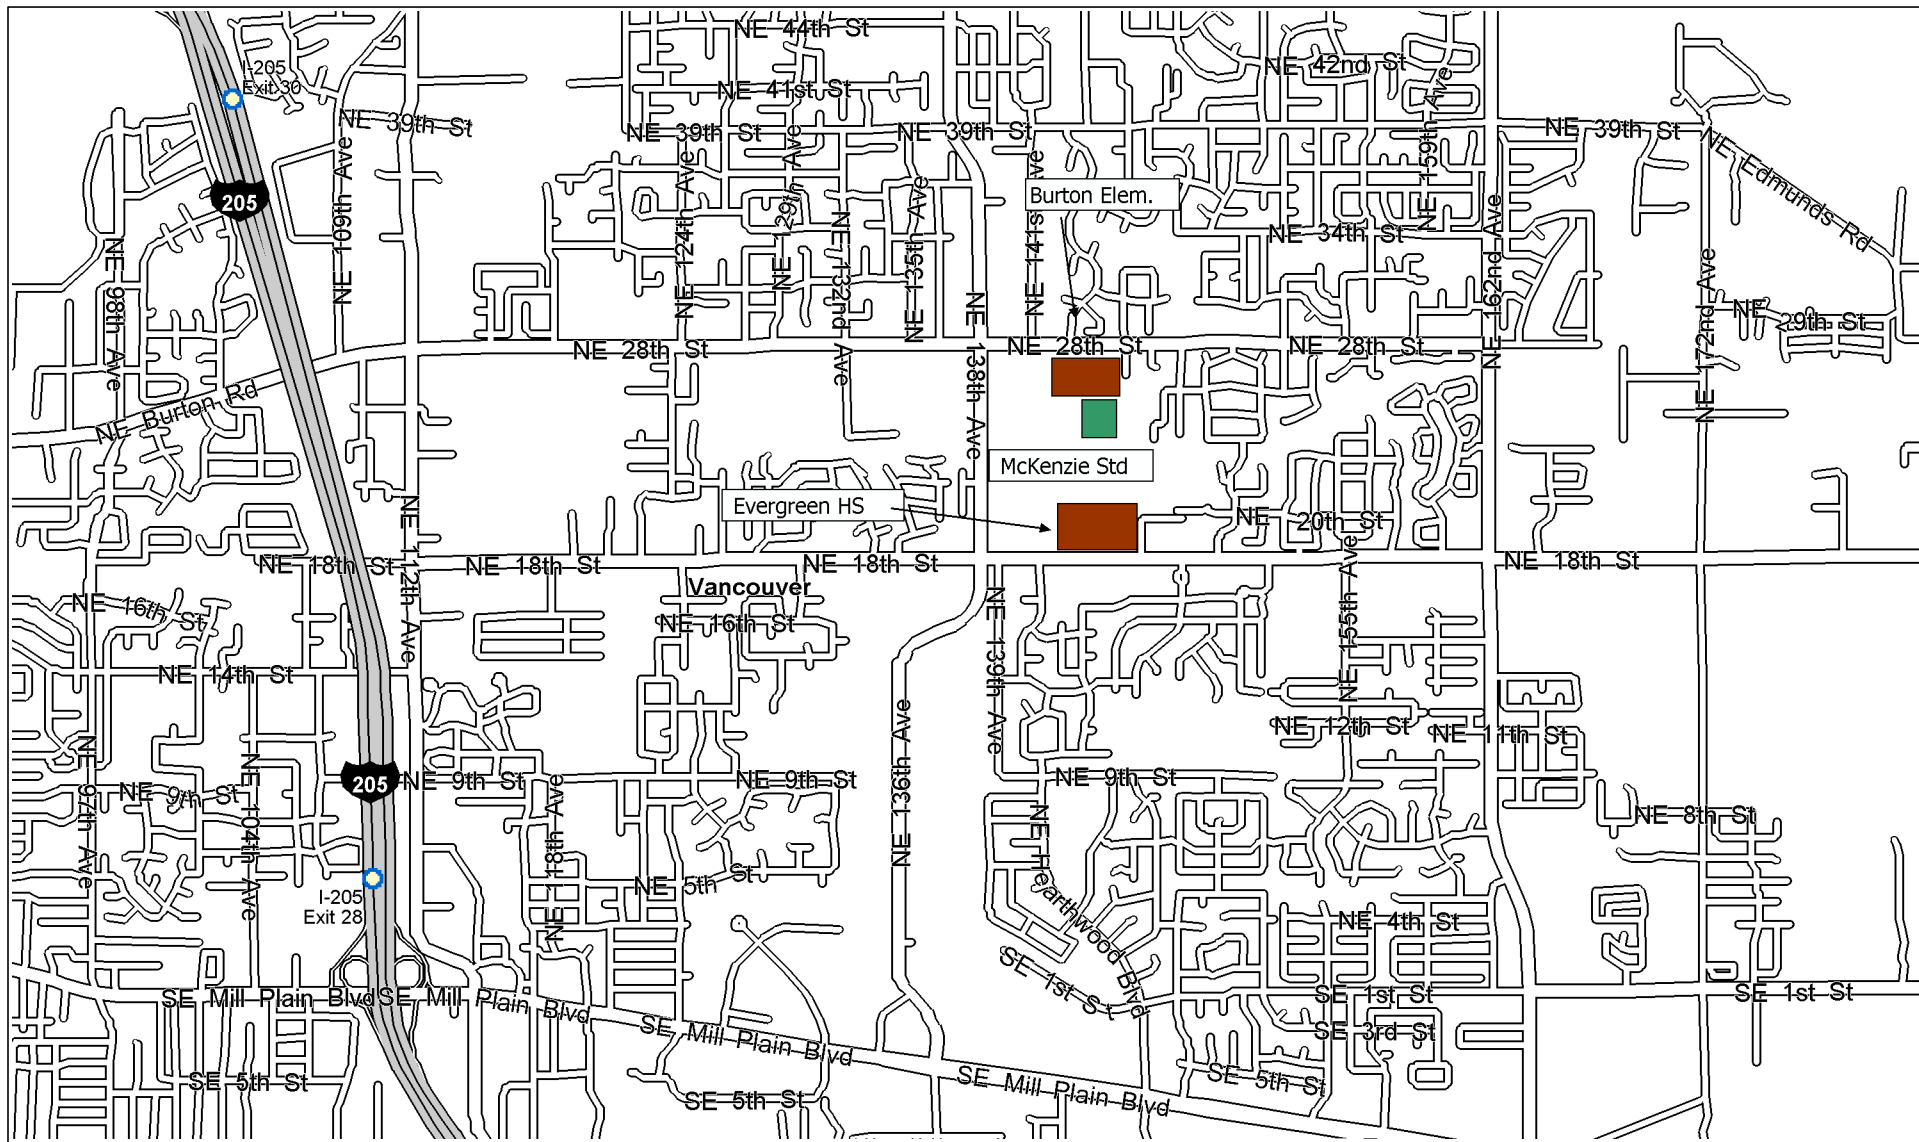 NE 44th St
NE 42nd St
I-205
Exit 30
NE 41st St
NE 39th St
NE 39th St
NE 39th St
NE 39th St
NE Edmunds Rd
NE 159th Ave
NE 109th Ave
NE 124th Ave
NE 129th Ave
NE 132nd Ave
NE 135th Ave
NE 141st Ave
Burton Elem.
205
NE 34th St
NE 162nd Ave
NE 172nd Ave
NE 98th Ave
NE 29th St
NE 138th Ave
NE 28th St
NE 28th St
NE 28th St
NE Burton Rd
McKenzie Std
Evergreen HS
NE 20th St
NE 112th Ave
NE 18th St
NE 18th St
NE 18th St
NE 18th St
Vancouver
NE 16th St
NE 16th St
NE 155th Ave
NE 139th Ave
NE 14th St
NE 12th St
NE 11th St
NE 136th Ave
NE 97th Ave
NE 104th Ave
205
NE 9th St
NE 9th St
NE 9th St
NE 9th St
NE 118th Ave
NE Hearthwood Blvd
NE 8th St
NE 5th St
I-205
Exit 28
NE 4th St
SE 1st St
SE 1st St
SE 1st St
SE Mill Plain Blvd
SE Mill Plain Blvd
SE Mill Plain Blvd
SE Mill Plain Blvd
SE 3rd St
SE 5th St
SE 5th St
SE 5th St